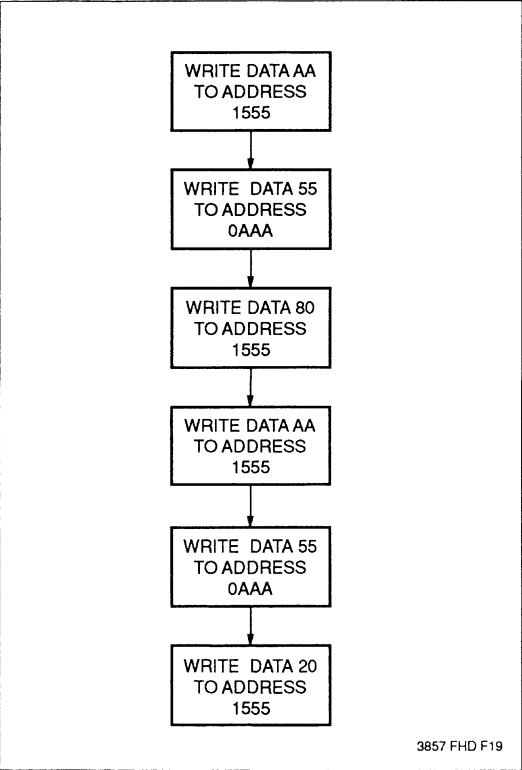 WRITE DATA AA
TO ADDRESS
1555
WRITE DATA 55
TO ADDRESS
0AAA
WRITE DATA 80
TO ADDRESS
1555
WRITE DATA AA
TO ADDRESS
1555
WRITE DATA 55
TO ADDRESS
0AAA
WRITE DATA 20
TO ADDRESS
1555
3857 FHD F19